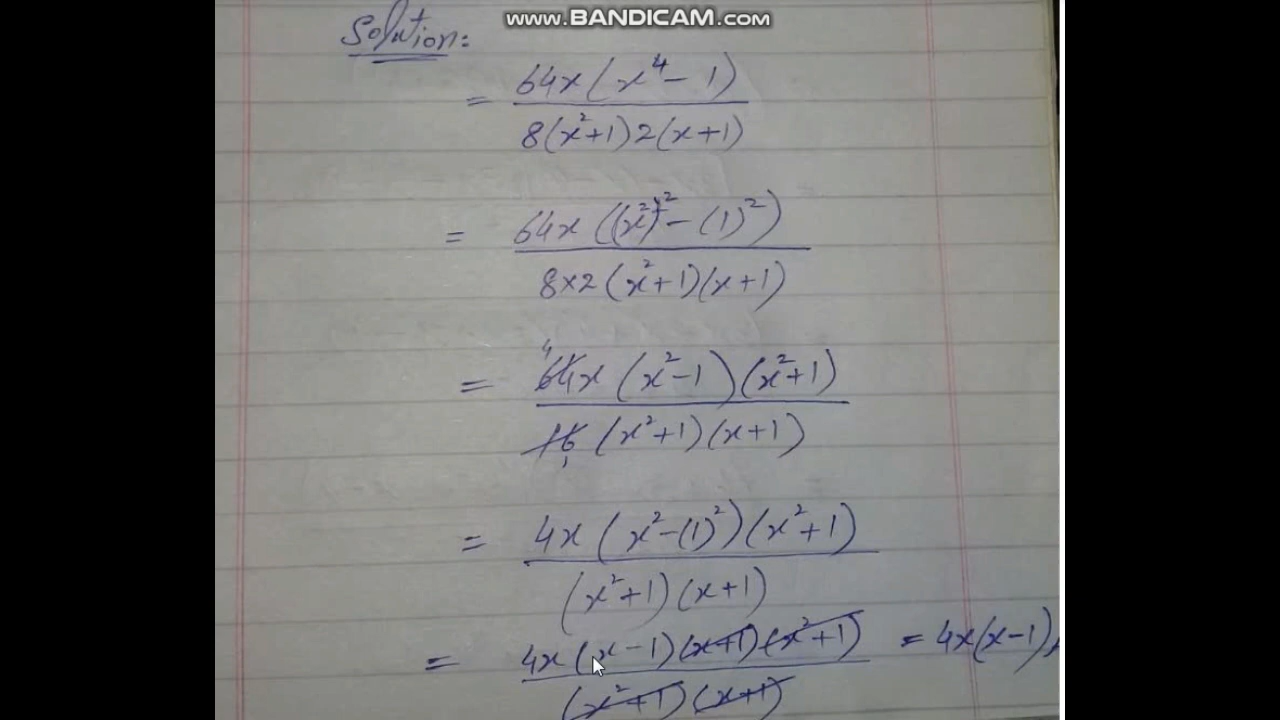 www.BANDICAM.com
Solution:
= 64x(x⁴- 1)
8(x²+1)2(x+1)
= 64x((x²)² - (1)²)
8×2(x²+1)(x+1)
4
= 64x (x²-1)(x²+1)
16 (x²+1)(x+1)
1
= 4x (x²-(1)²)(x²+1)
(x²+1)(x+1)
= 4x(x-1)(x+1)(x²+1) = 4x(x-1)
(x²+1)(x+1)